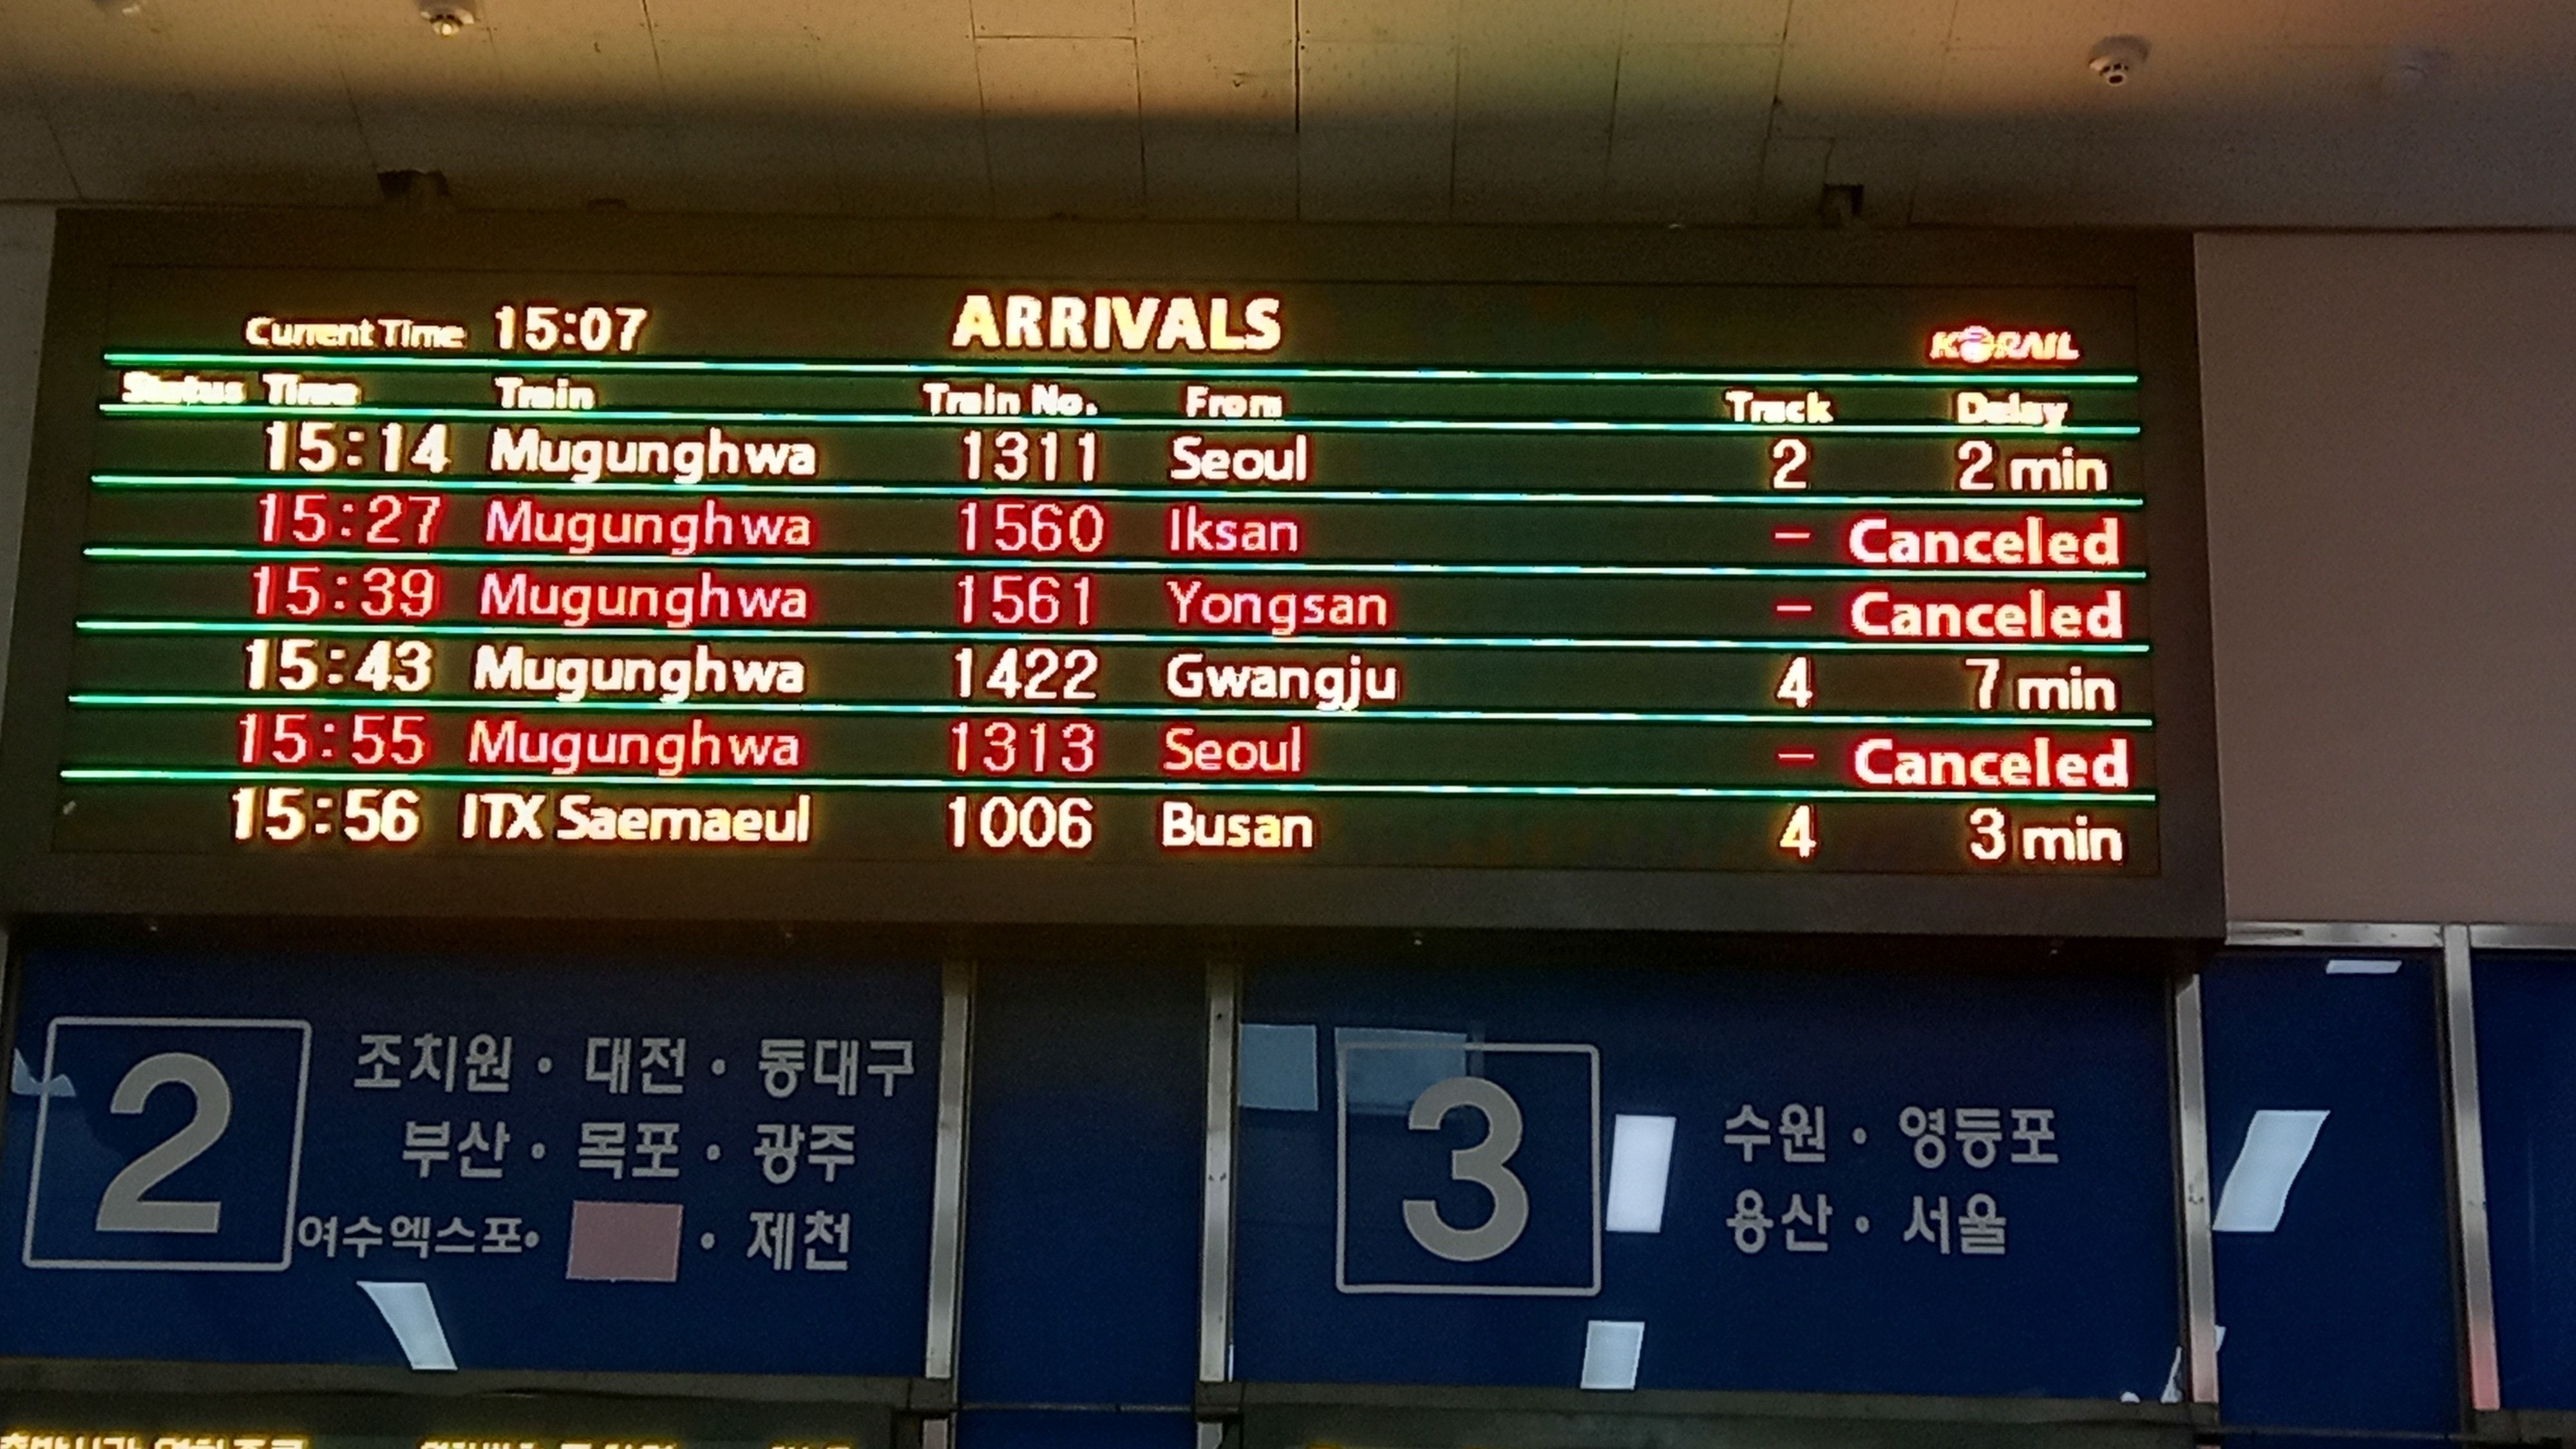 Current Time 15:07 ARRIVALS KORAIL
Status Time Train Train No. From Track Delay
15:14 Mugunghwa 1311 Seoul 2 2 min
15:27 Mugunghwa 1560 Iksan — Canceled
15:39 Mugunghwa 1561 Yongsan — Canceled
15:43 Mugunghwa 1422 Gwangju 4 7 min
15:55 Mugunghwa 1313 Seoul — Canceled
15:56 ITX Saemaeul 1006 Busan 4 3 min
2
조치원 · 대전 · 동대구
부산 · 목포 · 광주
여수엑스포 · · 제천
3
수원 · 영등포
용산 · 서울